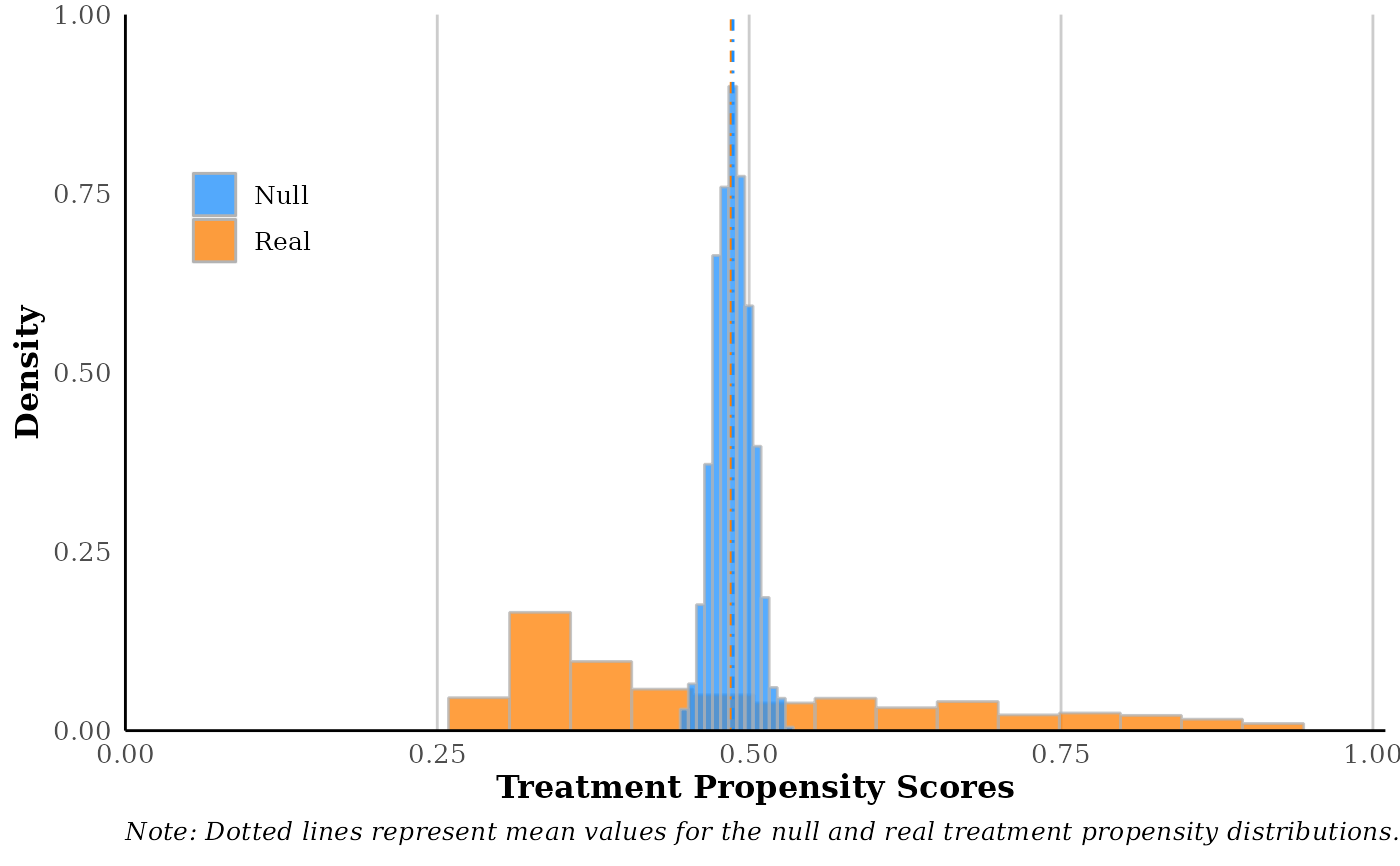 1.00
0.75
0.50
0.25
0.00
Density
Null
Real
0.00 0.25 0.50 0.75 1.00
Treatment Propensity Scores
Note: Dotted lines represent mean values for the null and real treatment propensity distributions.